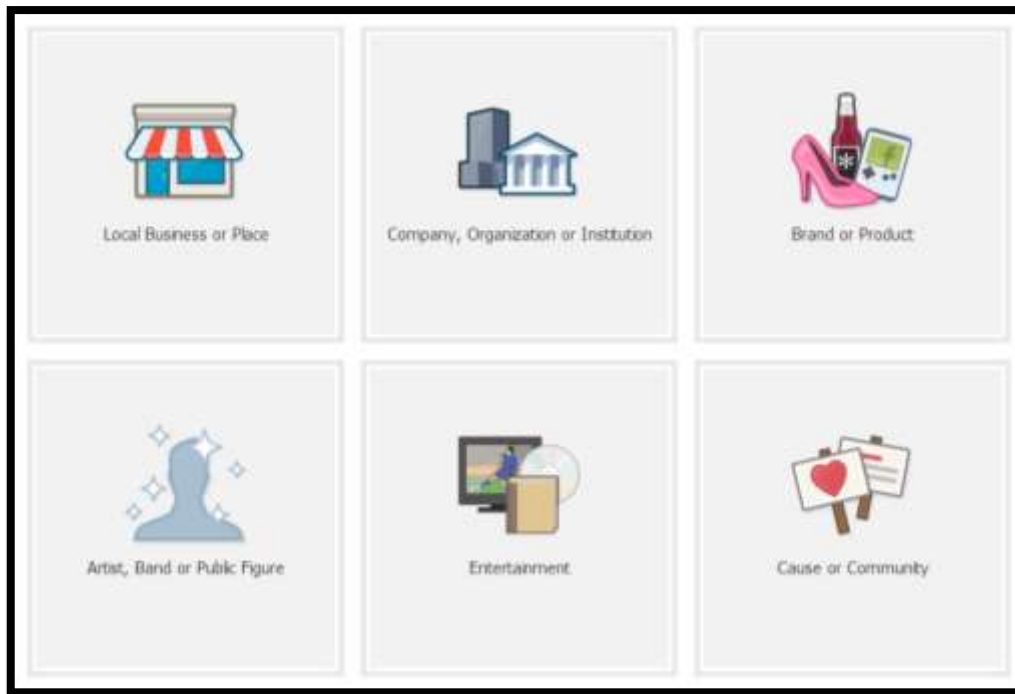 Local Business or Place
Company, Organization or Institution
Brand or Product
Artist, Band or Public Figure
Entertainment
Cause or Community